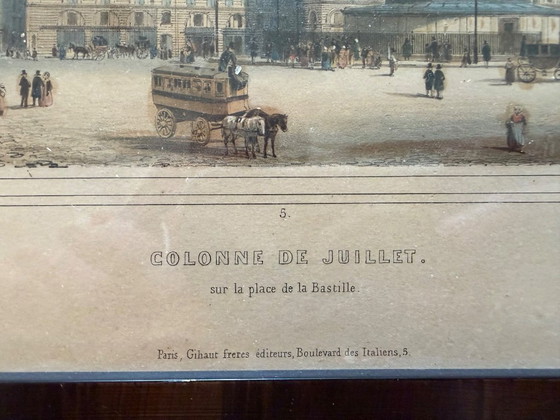 5.
COLONNE DE JUILLET.
sur la place de la Bastille.
Paris, Gihaut freres éditeurs, Boulevard des Italiens, 5.